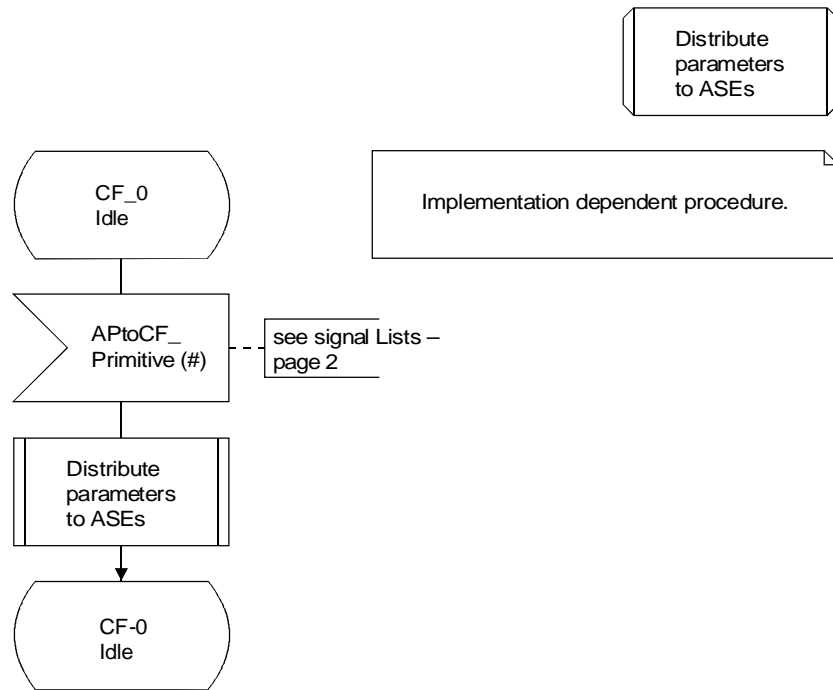 Distribute
parameters
to ASEs
CF_0
Idle
Implementation dependent procedure.
APtoCF_
Primitive (#)
see signal Lists –
page 2
Distribute
parameters
to ASEs
CF-0
Idle